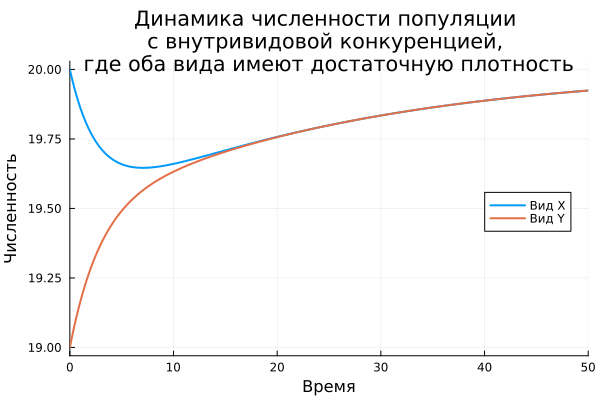 Динамика численности популяции
с внутривидовой конкуренцией,
где оба вида имеют достаточную плотность
20.00
19.75
19.50
19.25
19.00
Численность
Вид X
Вид Y
0
10
20
30
40
50
Время